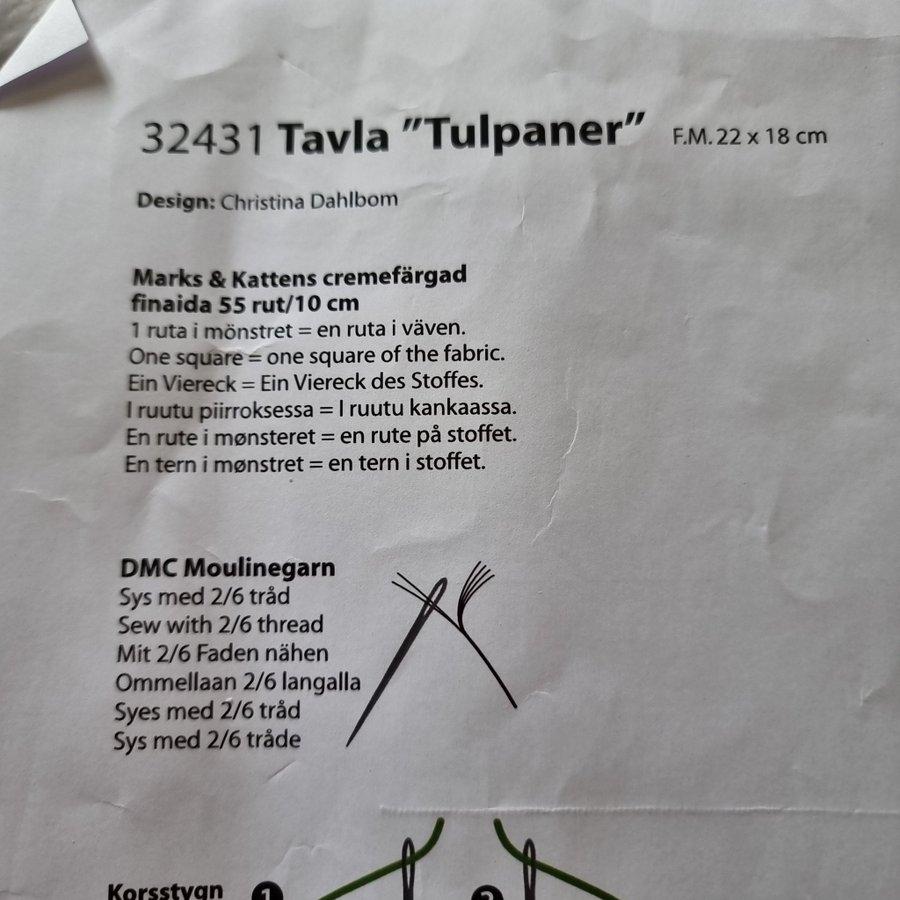 32431 Tavla ”Tulpaner” F.M. 22 x 18 cm
Design: Christina Dahlbom
Marks & Kattens cremefärgad
finaida 55 rut/10 cm
1 ruta i mönstret = en ruta i väven.
One square = one square of the fabric.
Ein Viereck = Ein Viereck des Stoffes.
I ruutu piirroksessa = I ruutu kankaassa.
En rute i mønsteret = en rute på stoffet.
En tern i mønstret = en tern i stoffet.
DMC Moulinegarn
Sys med 2/6 tråd
Sew with 2/6 thread
Mit 2/6 Faden nähen
Ommellaan 2/6 langalla
Syes med 2/6 tråd
Sys med 2/6 tråde
Korsstygn 1 2